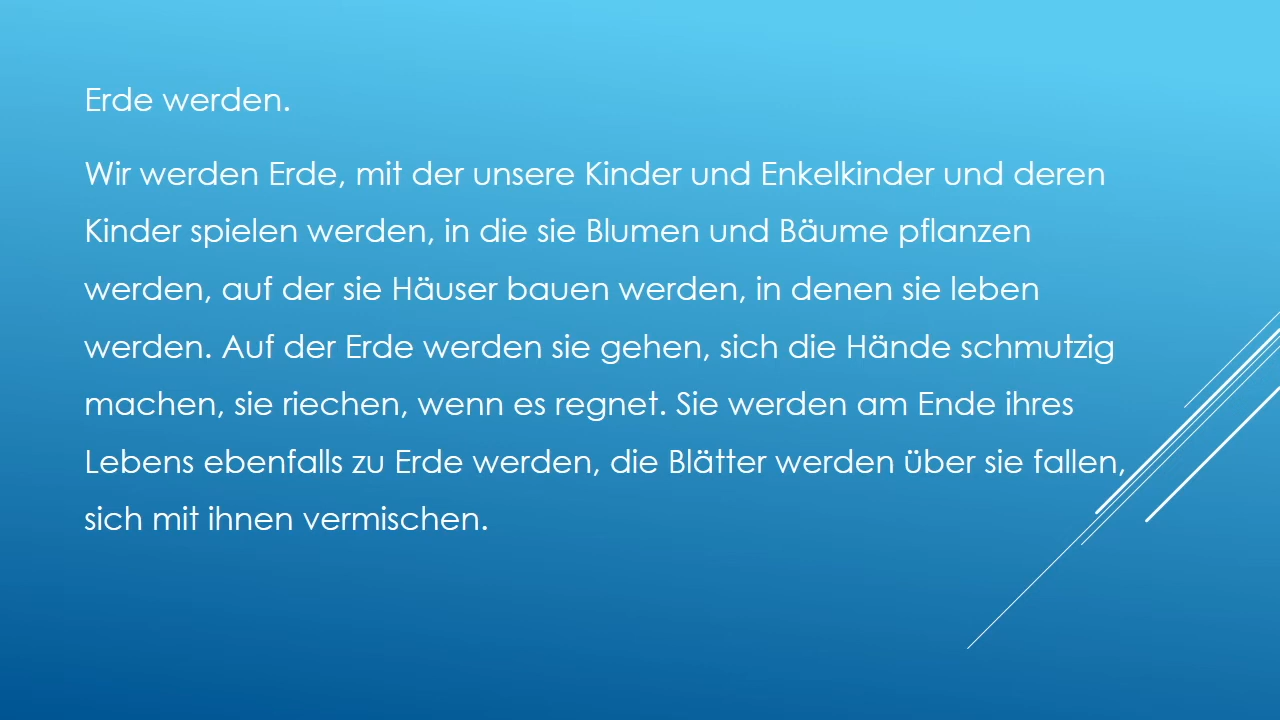 Erde werden.
Wir werden Erde, mit der unsere Kinder und Enkelkinder und deren
Kinder spielen werden, in die sie Blumen und Bäume pflanzen
werden, auf der sie Häuser bauen werden, in denen sie leben
werden. Auf der Erde werden sie gehen, sich die Hände schmutzig
machen, sie riechen, wenn es regnet. Sie werden am Ende ihres
Lebens ebenfalls zu Erde werden, die Blätter werden über sie fallen,
sich mit ihnen vermischen.